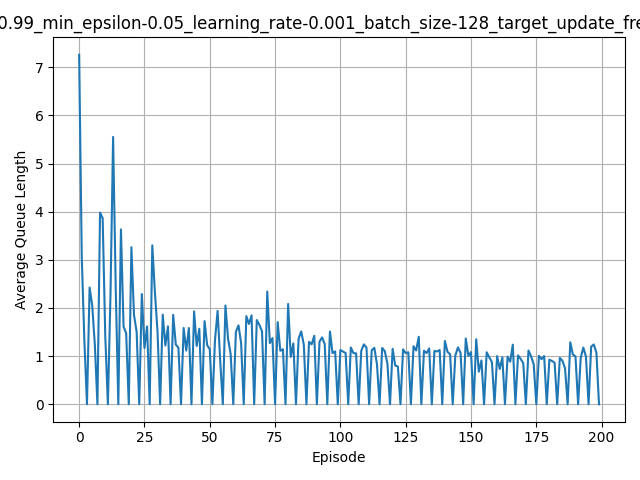 0.99_min_epsilon-0.05_learning_rate-0.001_batch_size-128_target_update_fre
7
6
5
4
3
2
1
0
Average Queue Length
0 25 50 75 100 125 150 175 200
Episode